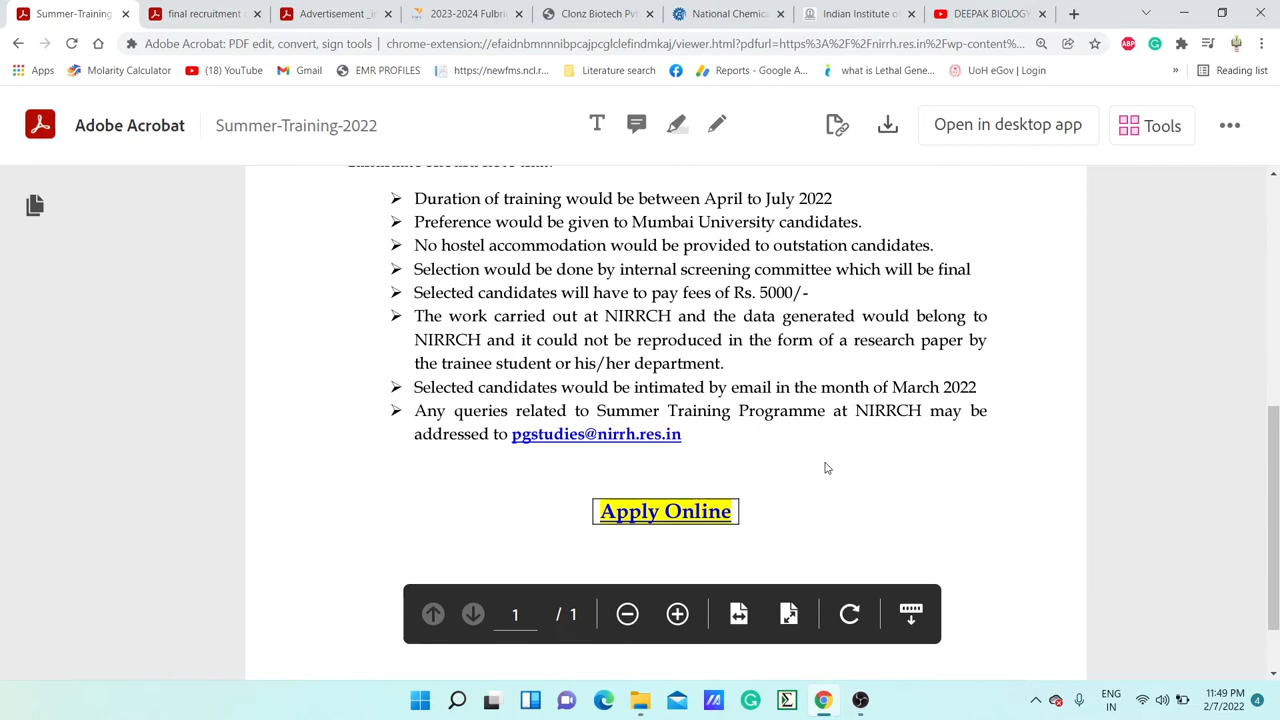 Summer-Training-
final recruitment
Advertisement _i
2023-2024 Fulbri
Clonz Biotech Pvt
National Chemica
Indian Institute of
DEEPAK BIOLOGY
Adobe Acrobat: PDF edit, convert, sign tools | chrome-extension://efaidnbmnnnibpcajpcglclefindmkaj/viewer.html?pdfurl=https%3A%2F%2Fnirrh.res.in%2Fwp-content%...
Apps
Molarity Calculator
(18) YouTube
Gmail
EMR PROFILES
https://newfms.ncl.r...
Literature search
Reports - Google A...
what is Lethal Gene...
UoH eGov | Login
»
Reading list
Adobe Acrobat
Summer-Training-2022
Open in desktop app
Tools
Duration of training would be between April to July 2022
Preference would be given to Mumbai University candidates.
No hostel accommodation would be provided to outstation candidates.
Selection would be done by internal screening committee which will be final
Selected candidates will have to pay fees of Rs. 5000/-
The work carried out at NIRRCH and the data generated would belong to
NIRRCH and it could not be reproduced in the form of a research paper by
the trainee student or his/her department.
Selected candidates would be intimated by email in the month of March 2022
Any queries related to Summer Training Programme at NIRRCH may be
addressed to pgstudies@nirrh.res.in
Apply Online
1 / 1
ENG
IN
11:49 PM
2/7/2022
4